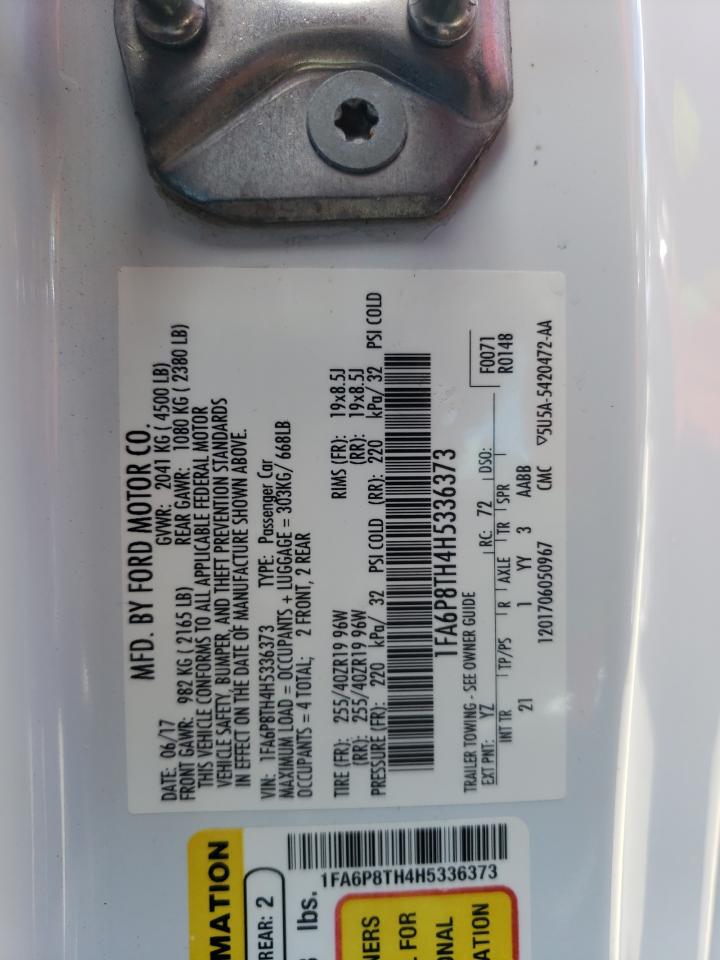 MFD. BY FORD MOTOR CO.
DATE: 06/17 GVWR: 2041 KG ( 4500 LB)
FRONT GAWR: 982 KG ( 2165 LB) REAR GAWR: 1080 KG ( 2380 LB)
THIS VEHICLE CONFORMS TO ALL APPLICABLE FEDERAL MOTOR
VEHICLE SAFETY, BUMPER, AND THEFT PREVENTION STANDARDS
IN EFFECT ON THE DATE OF MANUFACTURE SHOWN ABOVE.
VIN: 1FA6P8TH4H5336373 TYPE: Passenger Car
MAXIMUM LOAD = OCCUPANTS + LUGGAGE = 303KG/ 668LB
OCCUPANTS = 4 TOTAL; 2 FRONT, 2 REAR
TIRE (FR): 255/40ZR19 96W RIMS (FR): 19x8.5J
(RR): 255/40ZR19 96W (RR): 19x8.5J
PRESSURE (FR): 220 kPa/ 32 PSI COLD (RR): 220 kPa/ 32 PSI COLD
1FA6P8TH4H5336373
TRAILER TOWING - SEE OWNER GUIDE
F0071
EXT PNT: YZ RC: 72 DSO: R0148
INT TR TP/PS R AXLE TR SPR
21 1 YY 3 AABB
1201706050967 CMC 5U5A-5420472-AA
1FA6P8TH4H5336373
MATION
REAR: 2
lbs.
NERS
FOR
ONAL
ATION